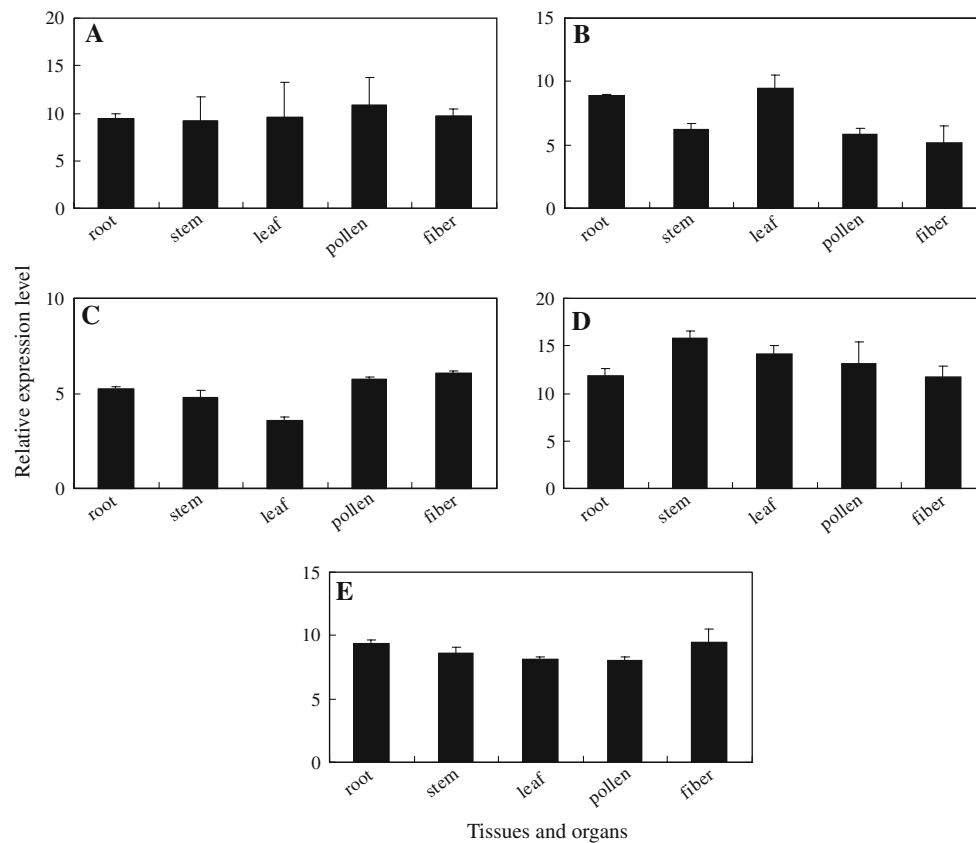 A
20
15
10
5
0
root stem leaf pollen fiber
B
15
10
5
0
root stem leaf pollen fiber
Relative expression level
C
10
5
0
root stem leaf pollen fiber
D
20
15
10
5
0
root stem leaf pollen fiber
E
15
10
5
0
root stem leaf pollen fiber
Tissues and organs